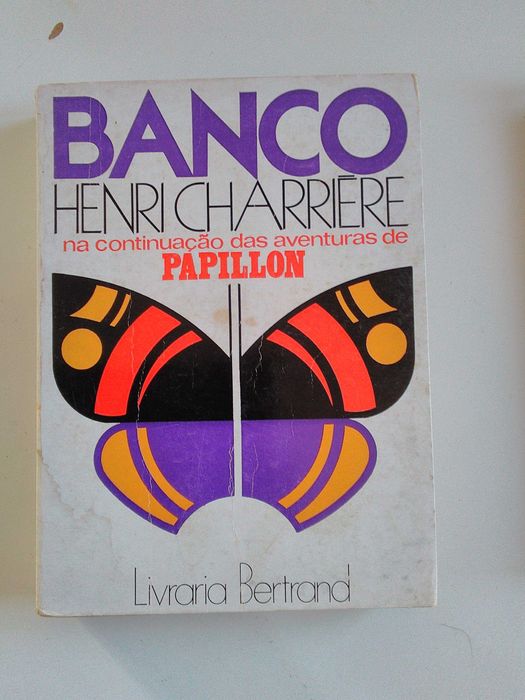 BANCO
HENRI CHARRIÈRE
na continuação das aventuras de
PAPILLON
Livraria Bertrand